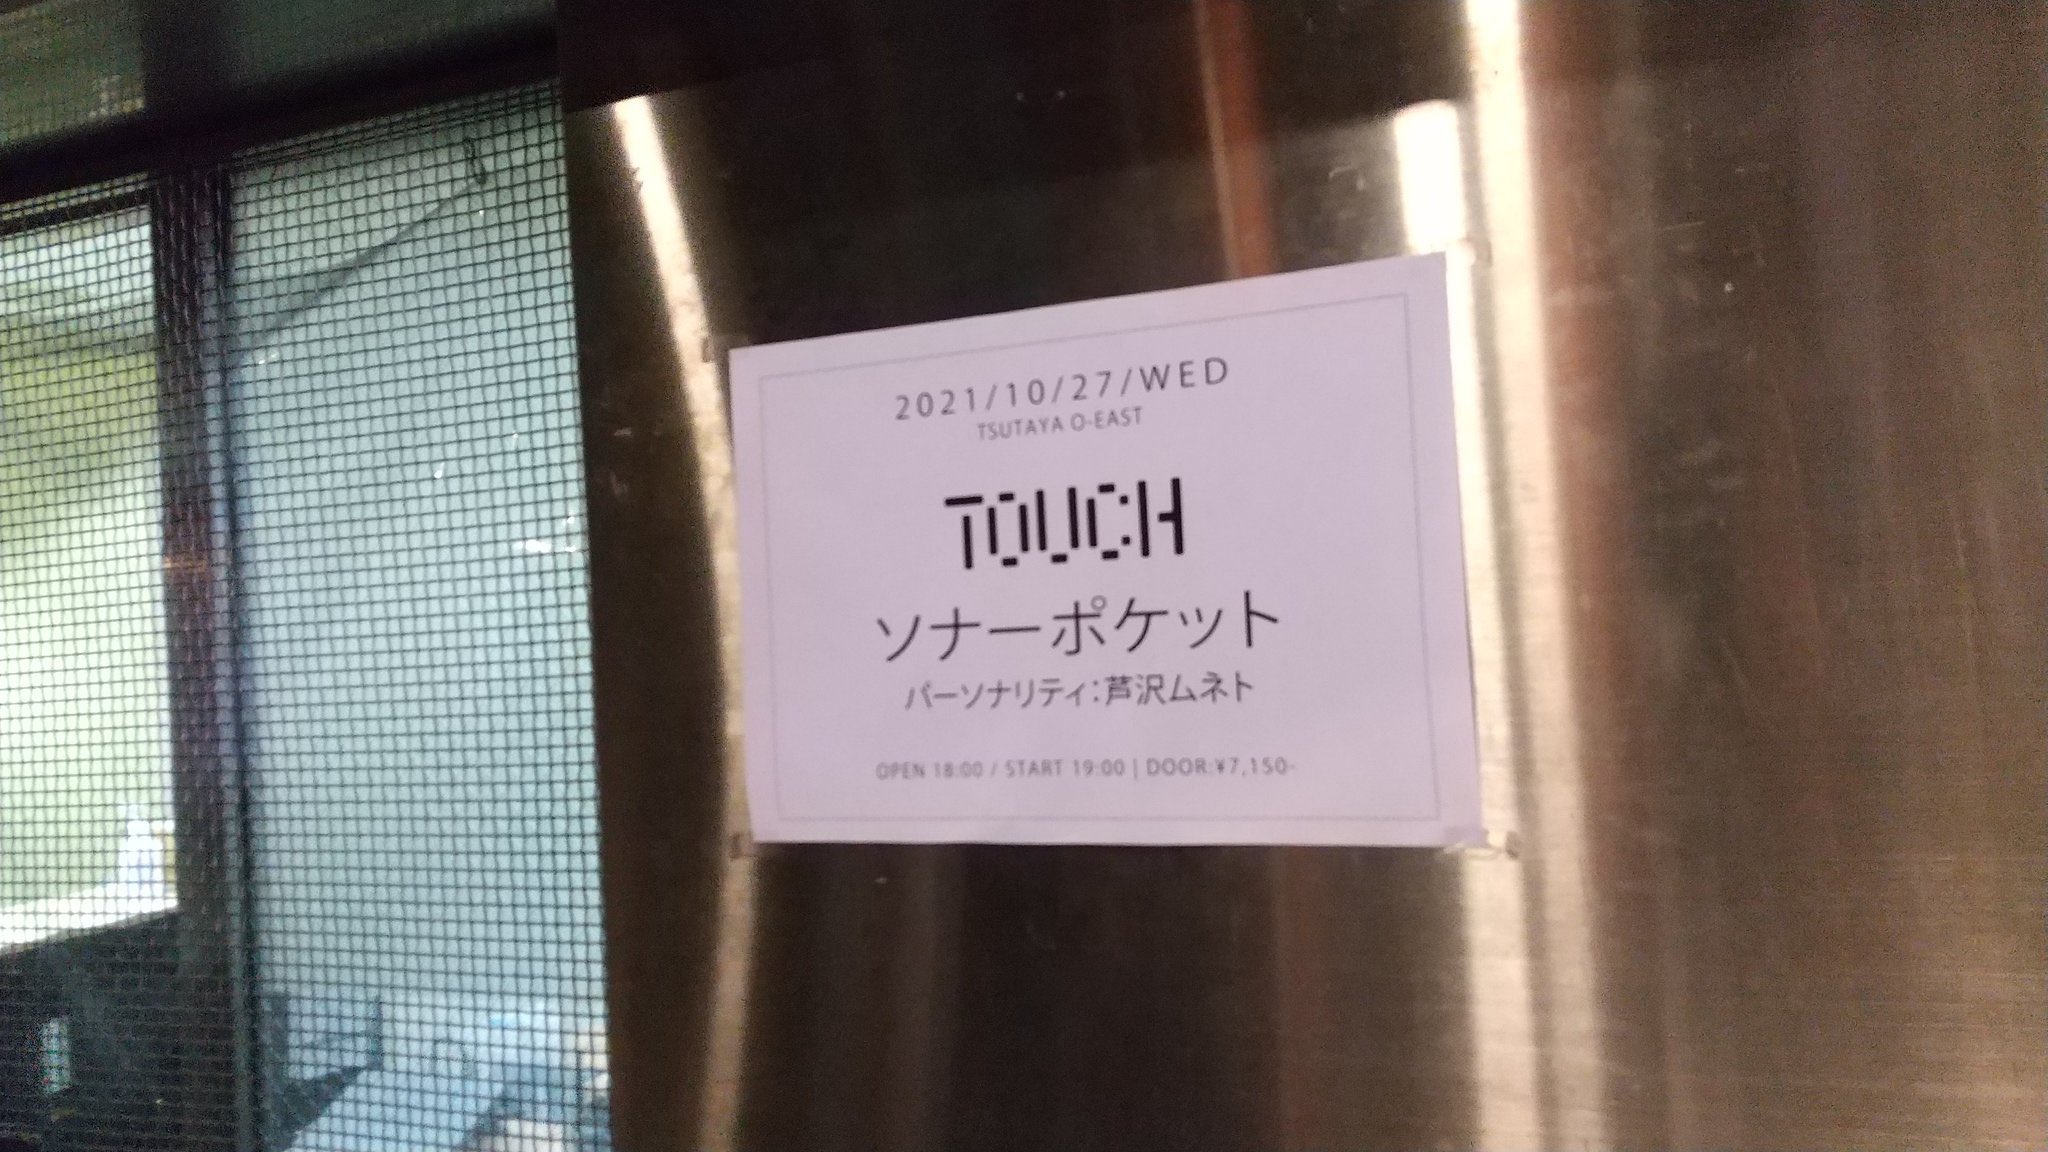 2021/10/27/WED
TSUTAYA O-EAST
TOUCH
ソナーポケット
パーソナリティ:芦沢ムネト
OPEN 18:00 / START 19:00 | DOOR:¥7,150-